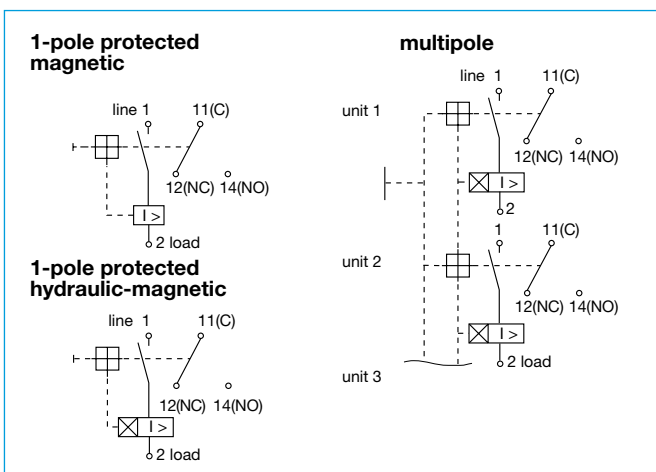 1-pole protected
magnetic
line 1
11(C)
12(NC) 14(NO)
I >
2 load
1-pole protected
hydraulic-magnetic
line 1
11(C)
12(NC) 14(NO)
I >
2 load
multipole
line 1
11(C)
unit 1
12(NC) 14(NO)
I >
2
1
11(C)
unit 2
12(NC) 14(NO)
I >
2 load
unit 3